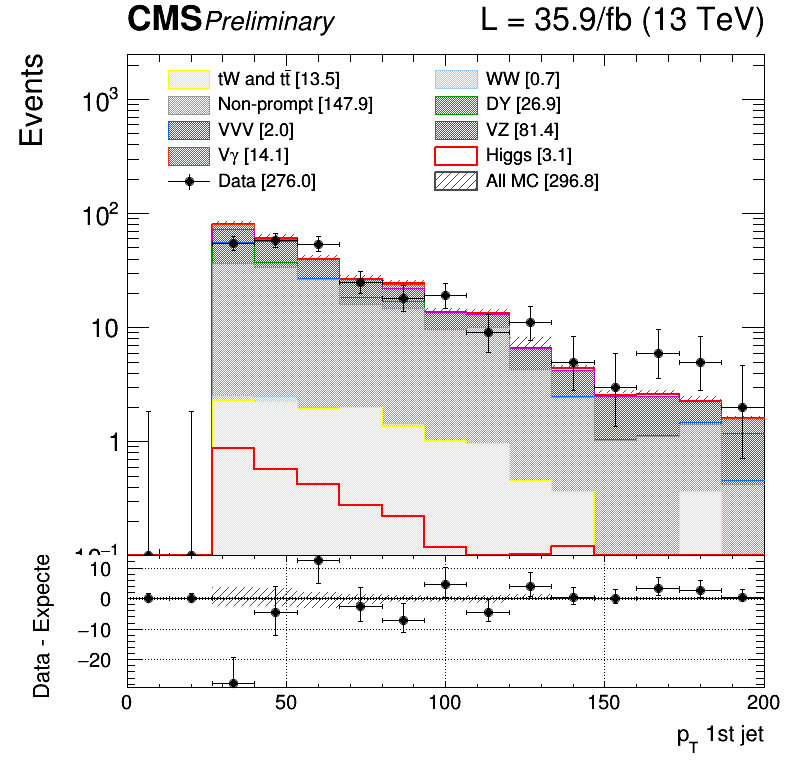 CMS Preliminary L = 35.9/fb (13 TeV)
Events
tW and tt̄ [13.5] WW [0.7]
Non-prompt [147.9] DY [26.9]
VVV [2.0] VZ [81.4]
Vγ [14.1] Higgs [3.1]
Data [276.0] All MC [296.8]
10³
10²
10
1
10⁻¹
Data - Expecte
10
0
−10
−20
0 50 100 150 200
p_T 1st jet